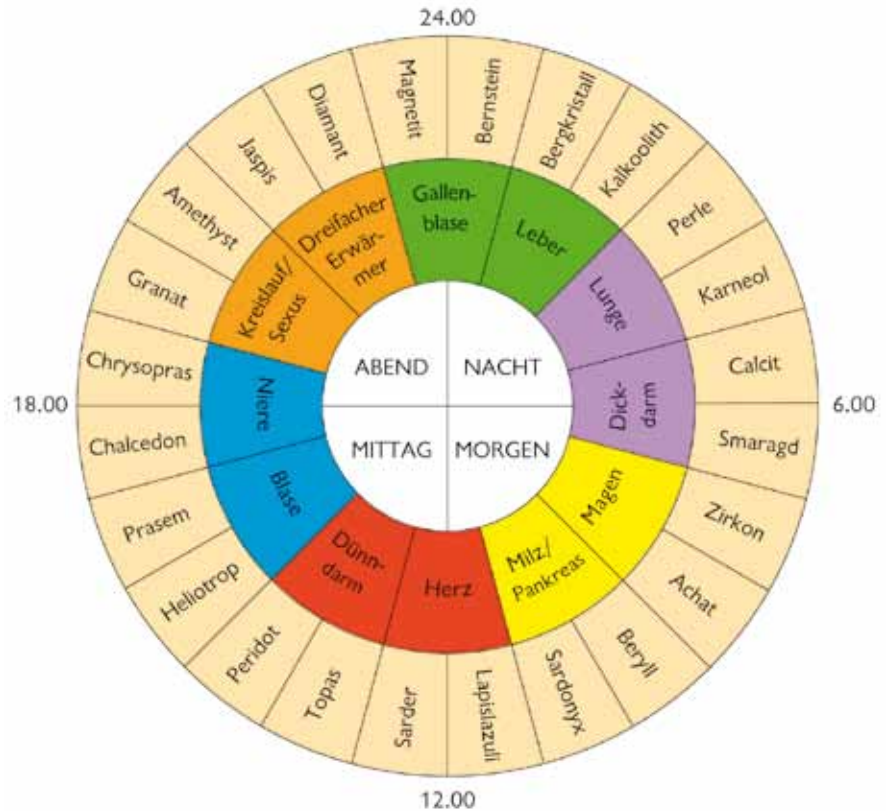 24.00
Bernstein
Bergkristall
Kalkoolith
Perle
Karneol
Calcit
6.00
Smaragd
Zirkon
Achat
Beryll
Sardonyx
Lapislazuli
12.00
Sarder
Topas
Peridot
Heliotrop
Prasem
Chalcedon
18.00
Chrysopras
Granat
Amethyst
Jaspis
Diamant
Magnetit
Gallen-
blase
Leber
Lunge
Dick-
darm
Magen
Milz/
Pankreas
Herz
Dünn-
darm
Blase
Niere
Kreislauf/
Sexus
Dreifacher
Erwär-
mer
ABEND
NACHT
MITTAG
MORGEN